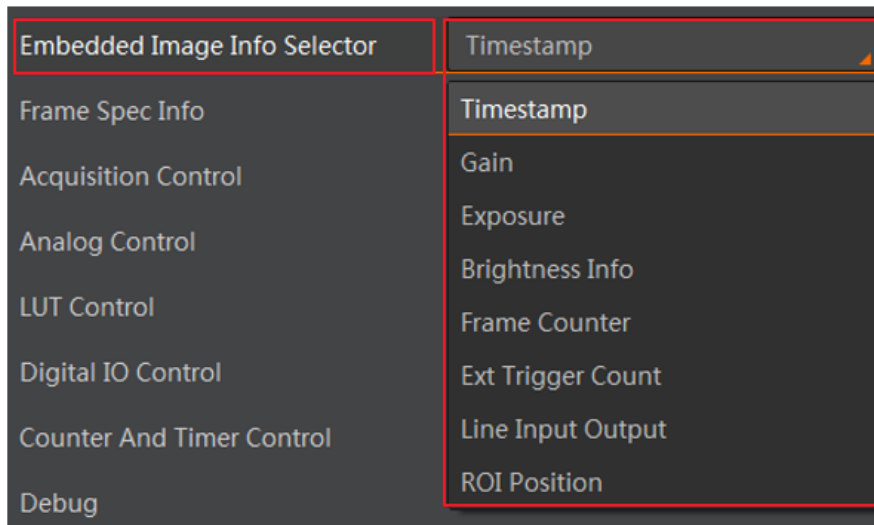 Embedded Image Info Selector
Timestamp
Frame Spec Info
Timestamp
Acquisition Control
Gain
Analog Control
Exposure
LUT Control
Brightness Info
Digital IO Control
Frame Counter
Counter And Timer Control
Ext Trigger Count
Debug
Line Input Output
ROI Position